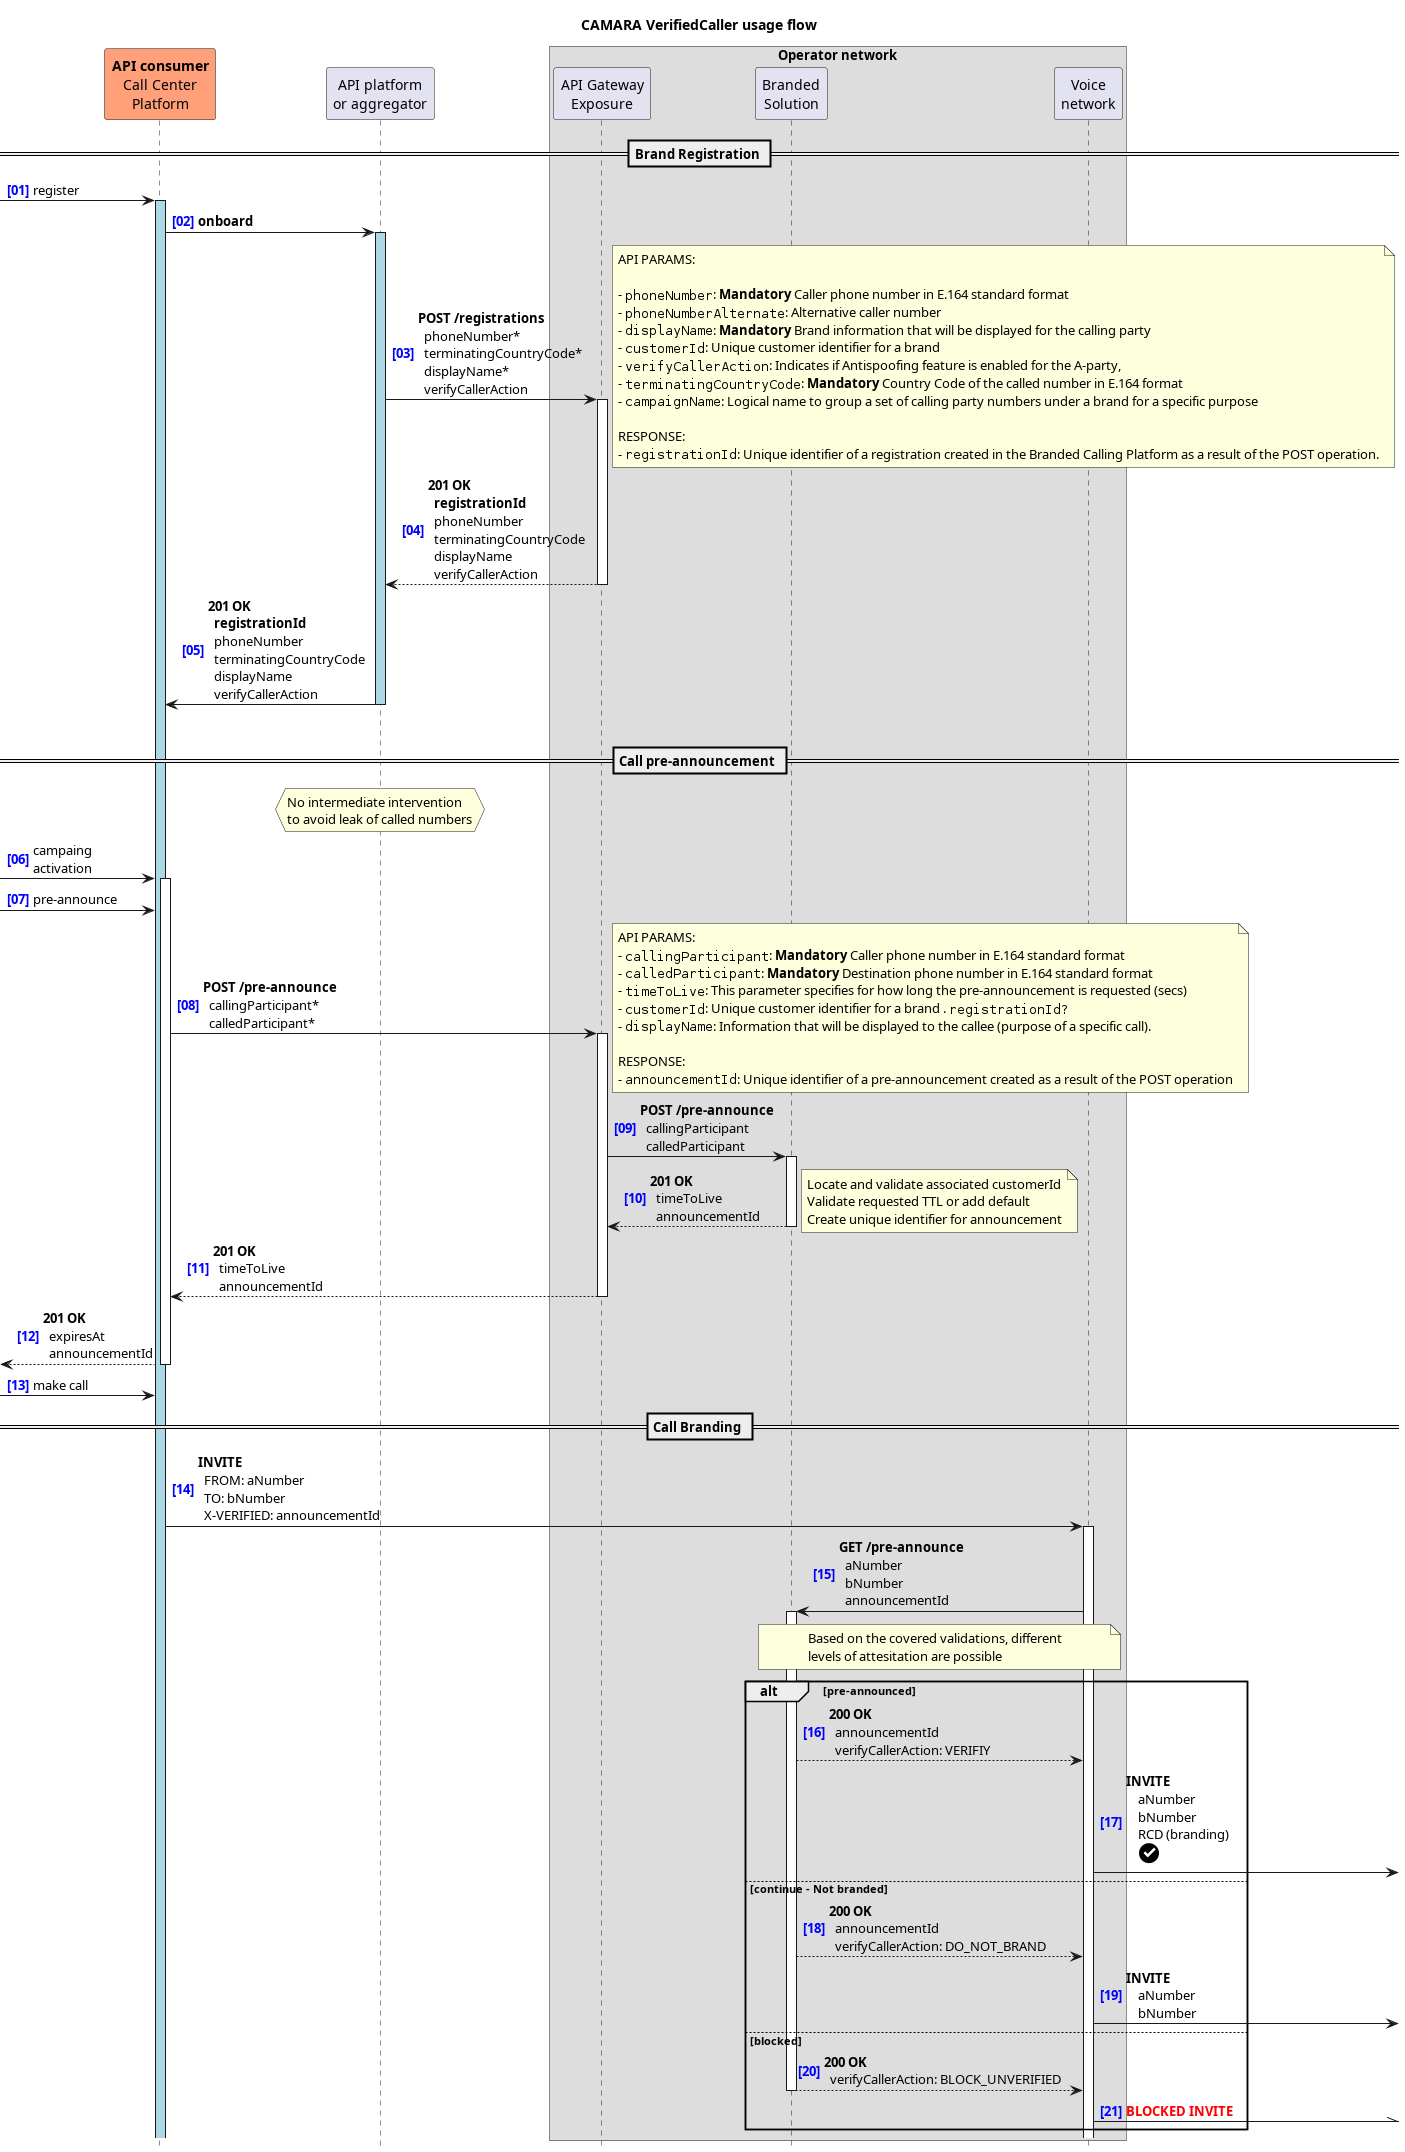 CAMARA VerifiedCaller usage flow
Operator network
API consumer
Call Center
Platform
API platform
or aggregator
API Gateway
Exposure
Branded
Solution
Voice
network
Brand Registration
[01] register
[02] onboard
API PARAMS:
- phoneNumber: Mandatory Caller phone number in E.164 standard format
- phoneNumberAlternate: Alternative caller number
- displayName: Mandatory Brand information that will be displayed for the calling party
- customerId: Unique customer identifier for a brand
- verifyCallerAction: Indicates if Antispoofing feature is enabled for the A-party,
- terminatingCountryCode: Mandatory Country Code of the called number in E.164 format
- campaignName: Logical name to group a set of calling party numbers under a brand for a specific purpose
RESPONSE:
- registrationId: Unique identifier of a registration created in the Branded Calling Platform as a result of the POST operation.
POST /registrations
phoneNumber*
[03] terminatingCountryCode*
displayName*
verifyCallerAction
201 OK
registrationId
phoneNumber
[04] terminatingCountryCode
displayName
verifyCallerAction
201 OK
registrationId
phoneNumber
[05] terminatingCountryCode
displayName
verifyCallerAction
Call pre-announcement
No intermediate intervention
to avoid leak of called numbers
[06] campaing
activation
[07] pre-announce
API PARAMS:
- callingParticipant: Mandatory Caller phone number in E.164 standard format
- calledParticipant: Mandatory Destination phone number in E.164 standard format
- timeToLive: This parameter specifies for how long the pre-announcement is requested (secs)
- customerId: Unique customer identifier for a brand . registrationId?
- displayName: Information that will be displayed to the callee (purpose of a specific call).
RESPONSE:
- announcementId: Unique identifier of a pre-announcement created as a result of the POST operation
POST /pre-announce
[08] callingParticipant*
calledParticipant*
POST /pre-announce
[09] callingParticipant
calledParticipant
201 OK
[10] timeToLive
announcementId
Locate and validate associated customerId
Validate requested TTL or add default
Create unique identifier for announcement
201 OK
[11] timeToLive
announcementId
201 OK
[12] expiresAt
announcementId
[13] make call
Call Branding
INVITE
FROM: aNumber
[14] TO: bNumber
X-VERIFIED: announcementId
GET /pre-announce
aNumber
[15] bNumber
announcementId
Based on the covered validations, different
levels of attesitation are possible
alt [pre-announced]
200 OK
[16] announcementId
verifyCallerAction: VERIFIY
INVITE
aNumber
[17] bNumber
RCD (branding)
[continue - Not branded]
200 OK
[18] announcementId
verifyCallerAction: DO_NOT_BRAND
INVITE
[19] aNumber
bNumber
[blocked]
200 OK
[20] verifyCallerAction: BLOCK_UNVERIFIED
[21] BLOCKED INVITE